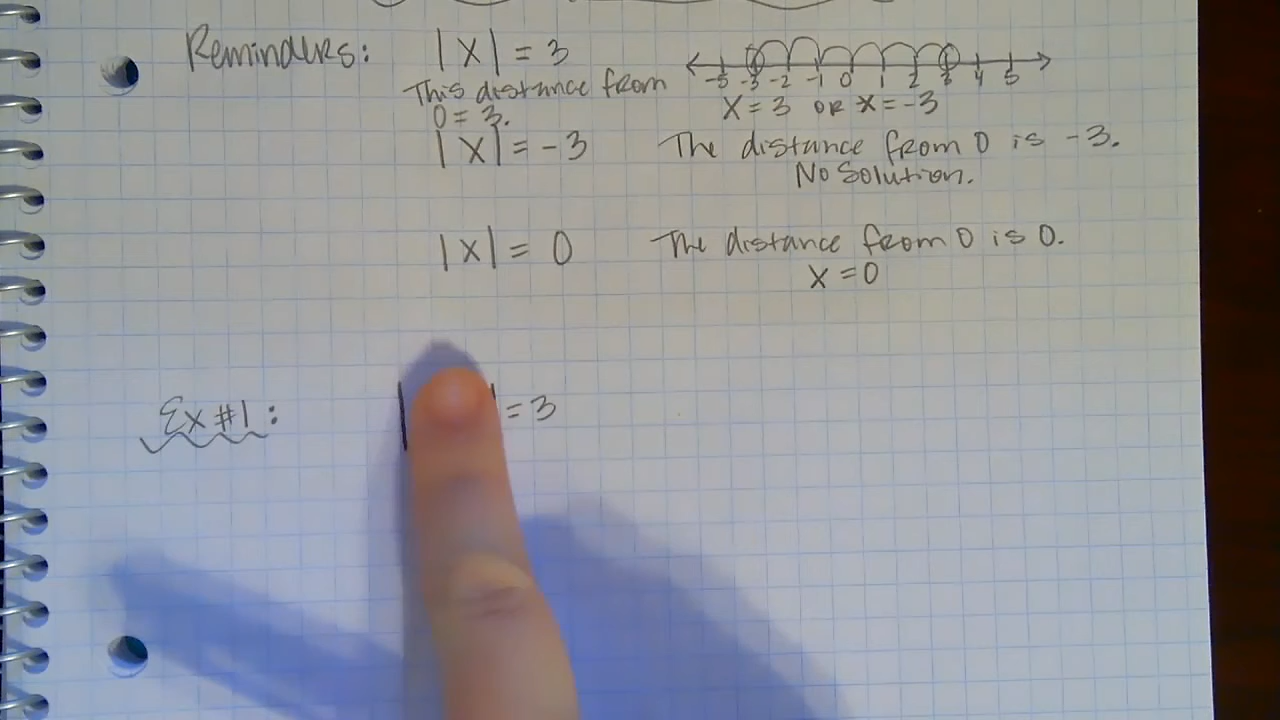 Reminders: |x| = 3
-5 -3 -2 -1 0 1 2 3 4 5
This distance from
0 = 3.
x = 3 OR x = -3
|x| = -3 The distance from 0 is -3.
No Solution.
|x| = 0 The distance from 0 is 0.
x = 0
Ex #1: | | = 3